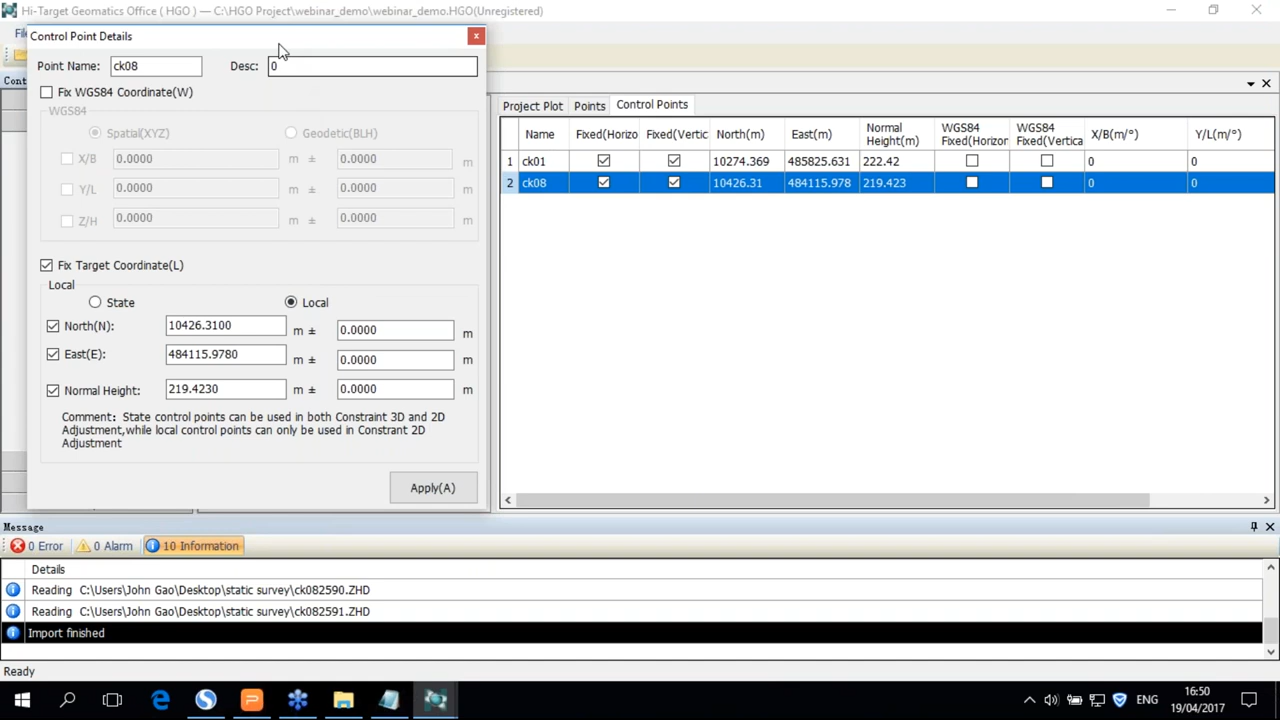 Hi-Target Geomatics Office ( HGO ) — C:\HGO Project\webinar_demo\webinar_demo.HGO(Unregistered)
Control Point Details
Point Name: ck08 Desc: 0
Fix WGS84 Coordinate(W)
WGS84
Spatial(XYZ) Geodetic(BLH)
X/B 0.0000 m ± 0.0000 m
Y/L 0.0000 m ± 0.0000 m
Z/H 0.0000 m ± 0.0000 m
Fix Target Coordinate(L)
Local
State Local
North(N): 10426.3100 m ± 0.0000 m
East(E): 484115.9780 m ± 0.0000 m
Normal Height: 219.4230 m ± 0.0000 m
Comment: State control points can be used in both Constraint 3D and 2D
Adjustment,while local control points can only be used in Constrant 2D
Adjustment
Apply(A)
Project Plot Points Control Points
Name Fixed(Horizo Fixed(Vertic North(m) East(m) Normal Height(m) WGS84 Fixed(Horizor WGS84 Fixed(Vertica X/B(m/°) Y/L(m/°)
1 ck01 10274.369 485825.631 222.42 0 0
2 ck08 10426.31 484115.978 219.423 0 0
Message
0 Error 0 Alarm 10 Information
Details
Reading C:\Users\John Gao\Desktop\static survey\ck082590.ZHD
Reading C:\Users\John Gao\Desktop\static survey\ck082591.ZHD
Import finished
Ready
ENG
16:50
19/04/2017